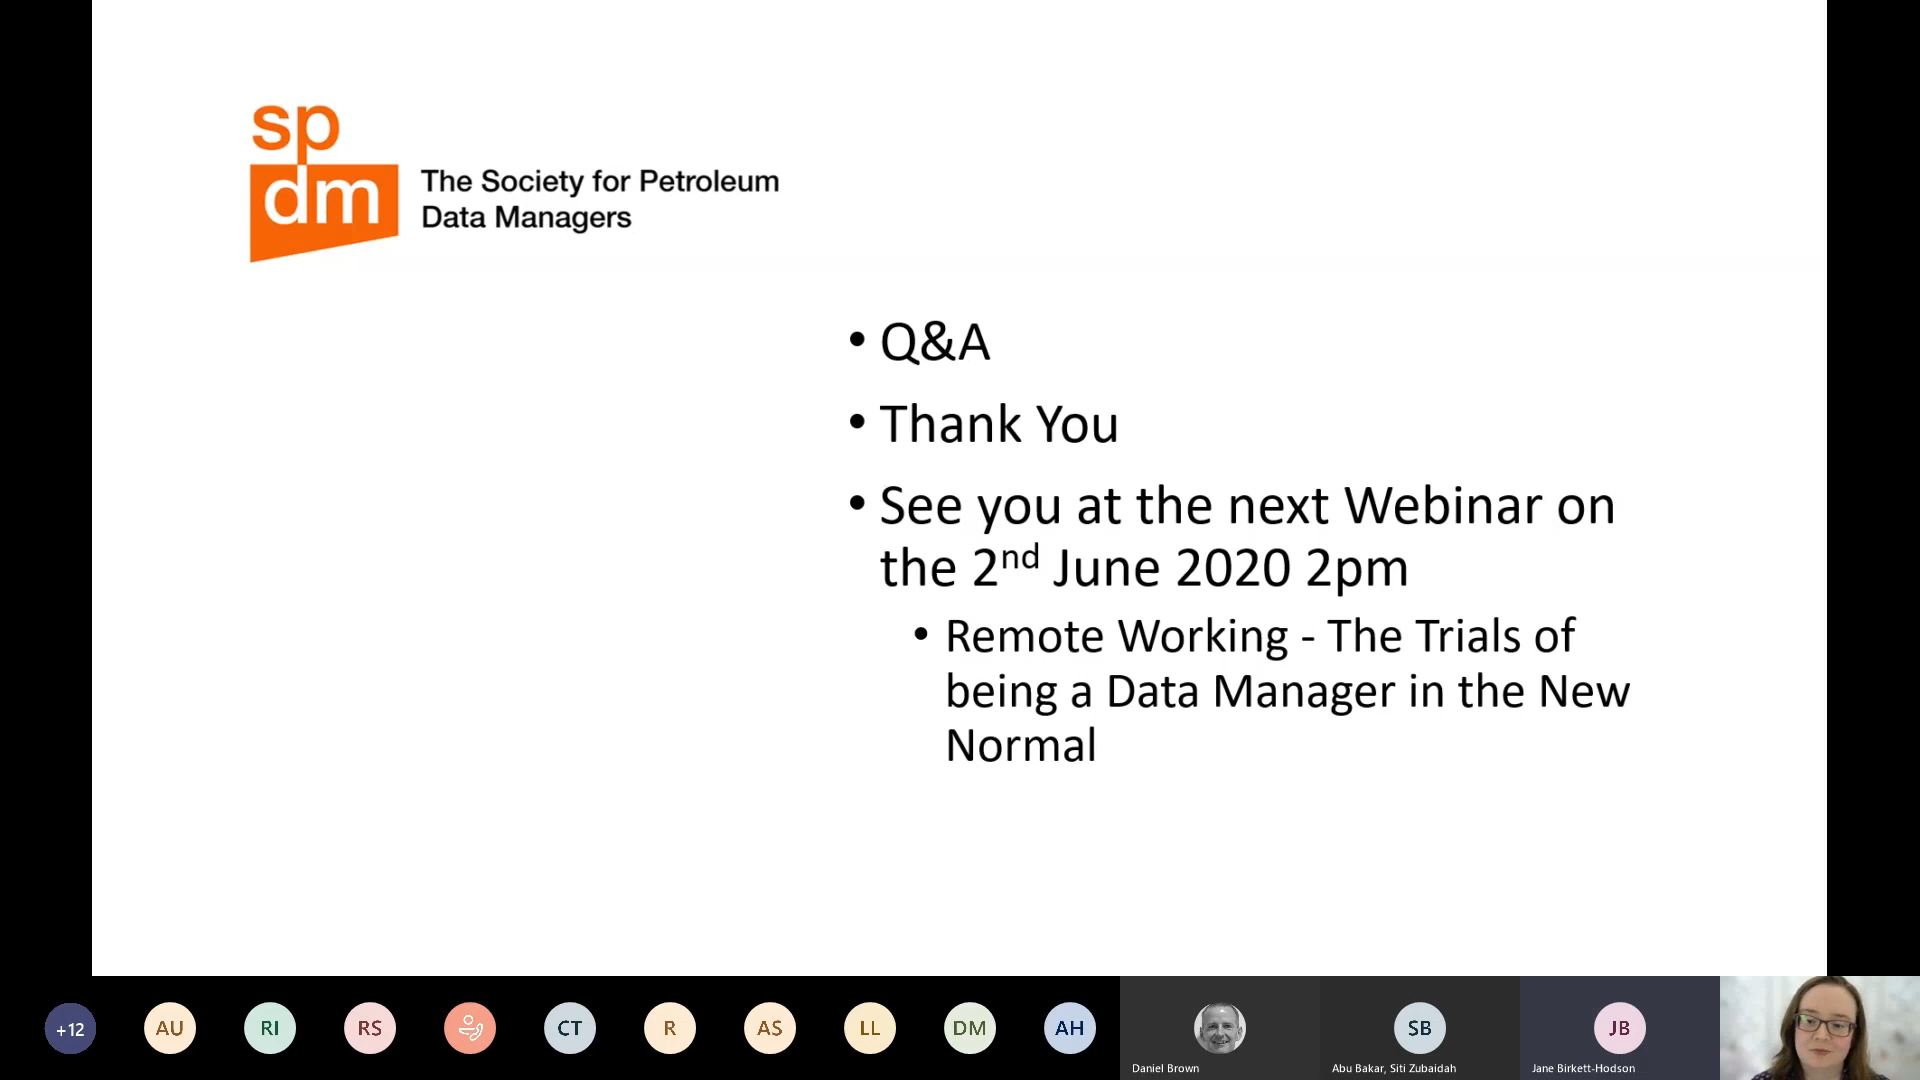 sp
dm
The Society for Petroleum
Data Managers
• Q&A
• Thank You
• See you at the next Webinar on
the 2nd June 2020 2pm
• Remote Working - The Trials of
being a Data Manager in the New
Normal
+12
AU
RI
RS
CT
R
AS
LL
DM
AH
Daniel Brown
SB
Abu Bakar, Siti Zubaidah
JB
Jane Birkett-Hodson